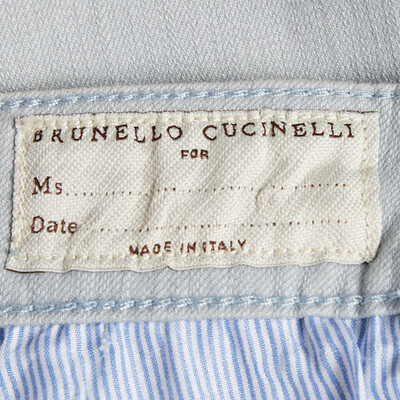 BRUNELLO CUCINELLI
FOR
Ms....................
Date..................
MADE IN ITALY